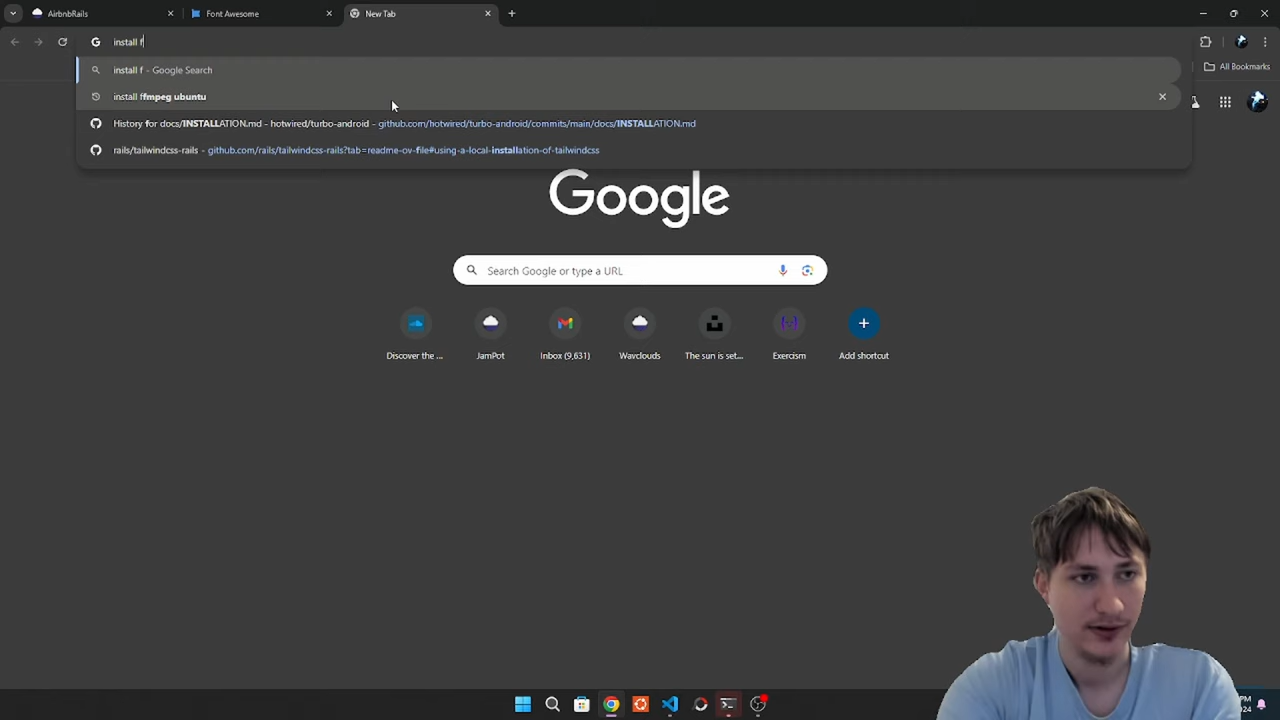 AirbnbRails
Font Awesome
New Tab
install f
All Bookmarks
install f - Google Search
install ffmpeg ubuntu
History for docs/INSTALLATION.md - hotwired/turbo-android - github.com/hotwired/turbo-android/commits/main/docs/INSTALLATION.md
rails/tailwindcss-rails - github.com/rails/tailwindcss-rails?tab=readme-ov-file#using-a-local-installation-of-tailwindcss
Google
Search Google or type a URL
Discover the ...
JamPot
Inbox (9,631)
Wavclouds
The sun is set...
Exercism
Add shortcut
PM
024